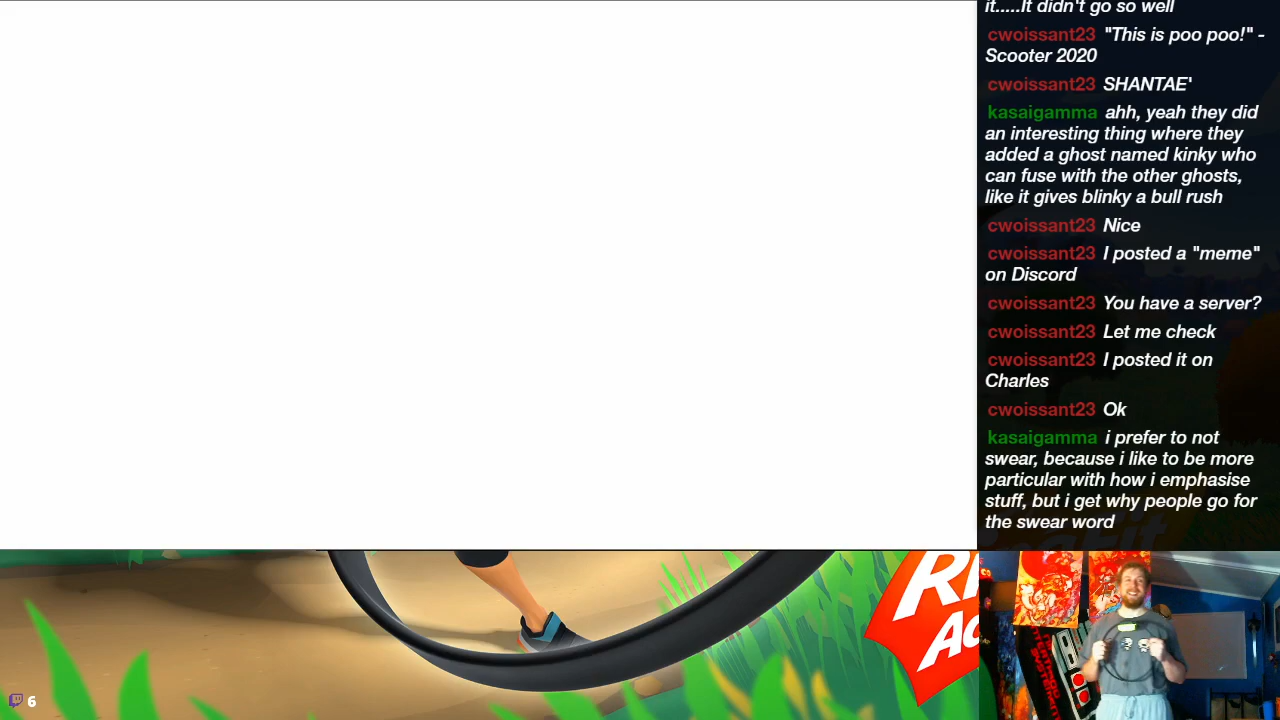 it.....It didn't go so well
cwoissant23 "This is poo poo!" -
Scooter 2020
cwoissant23 SHANTAE'
kasaigamma ahh, yeah they did
an interesting thing where they
added a ghost named kinky who
can fuse with the other ghosts,
like it gives blinky a bull rush
cwoissant23 Nice
cwoissant23 I posted a "meme"
on Discord
cwoissant23 You have a server?
cwoissant23 Let me check
cwoissant23 I posted it on
Charles
cwoissant23 Ok
kasaigamma i prefer to not
swear, because i like to be more
particular with how i emphasise
stuff, but i get why people go for
the swear word
6